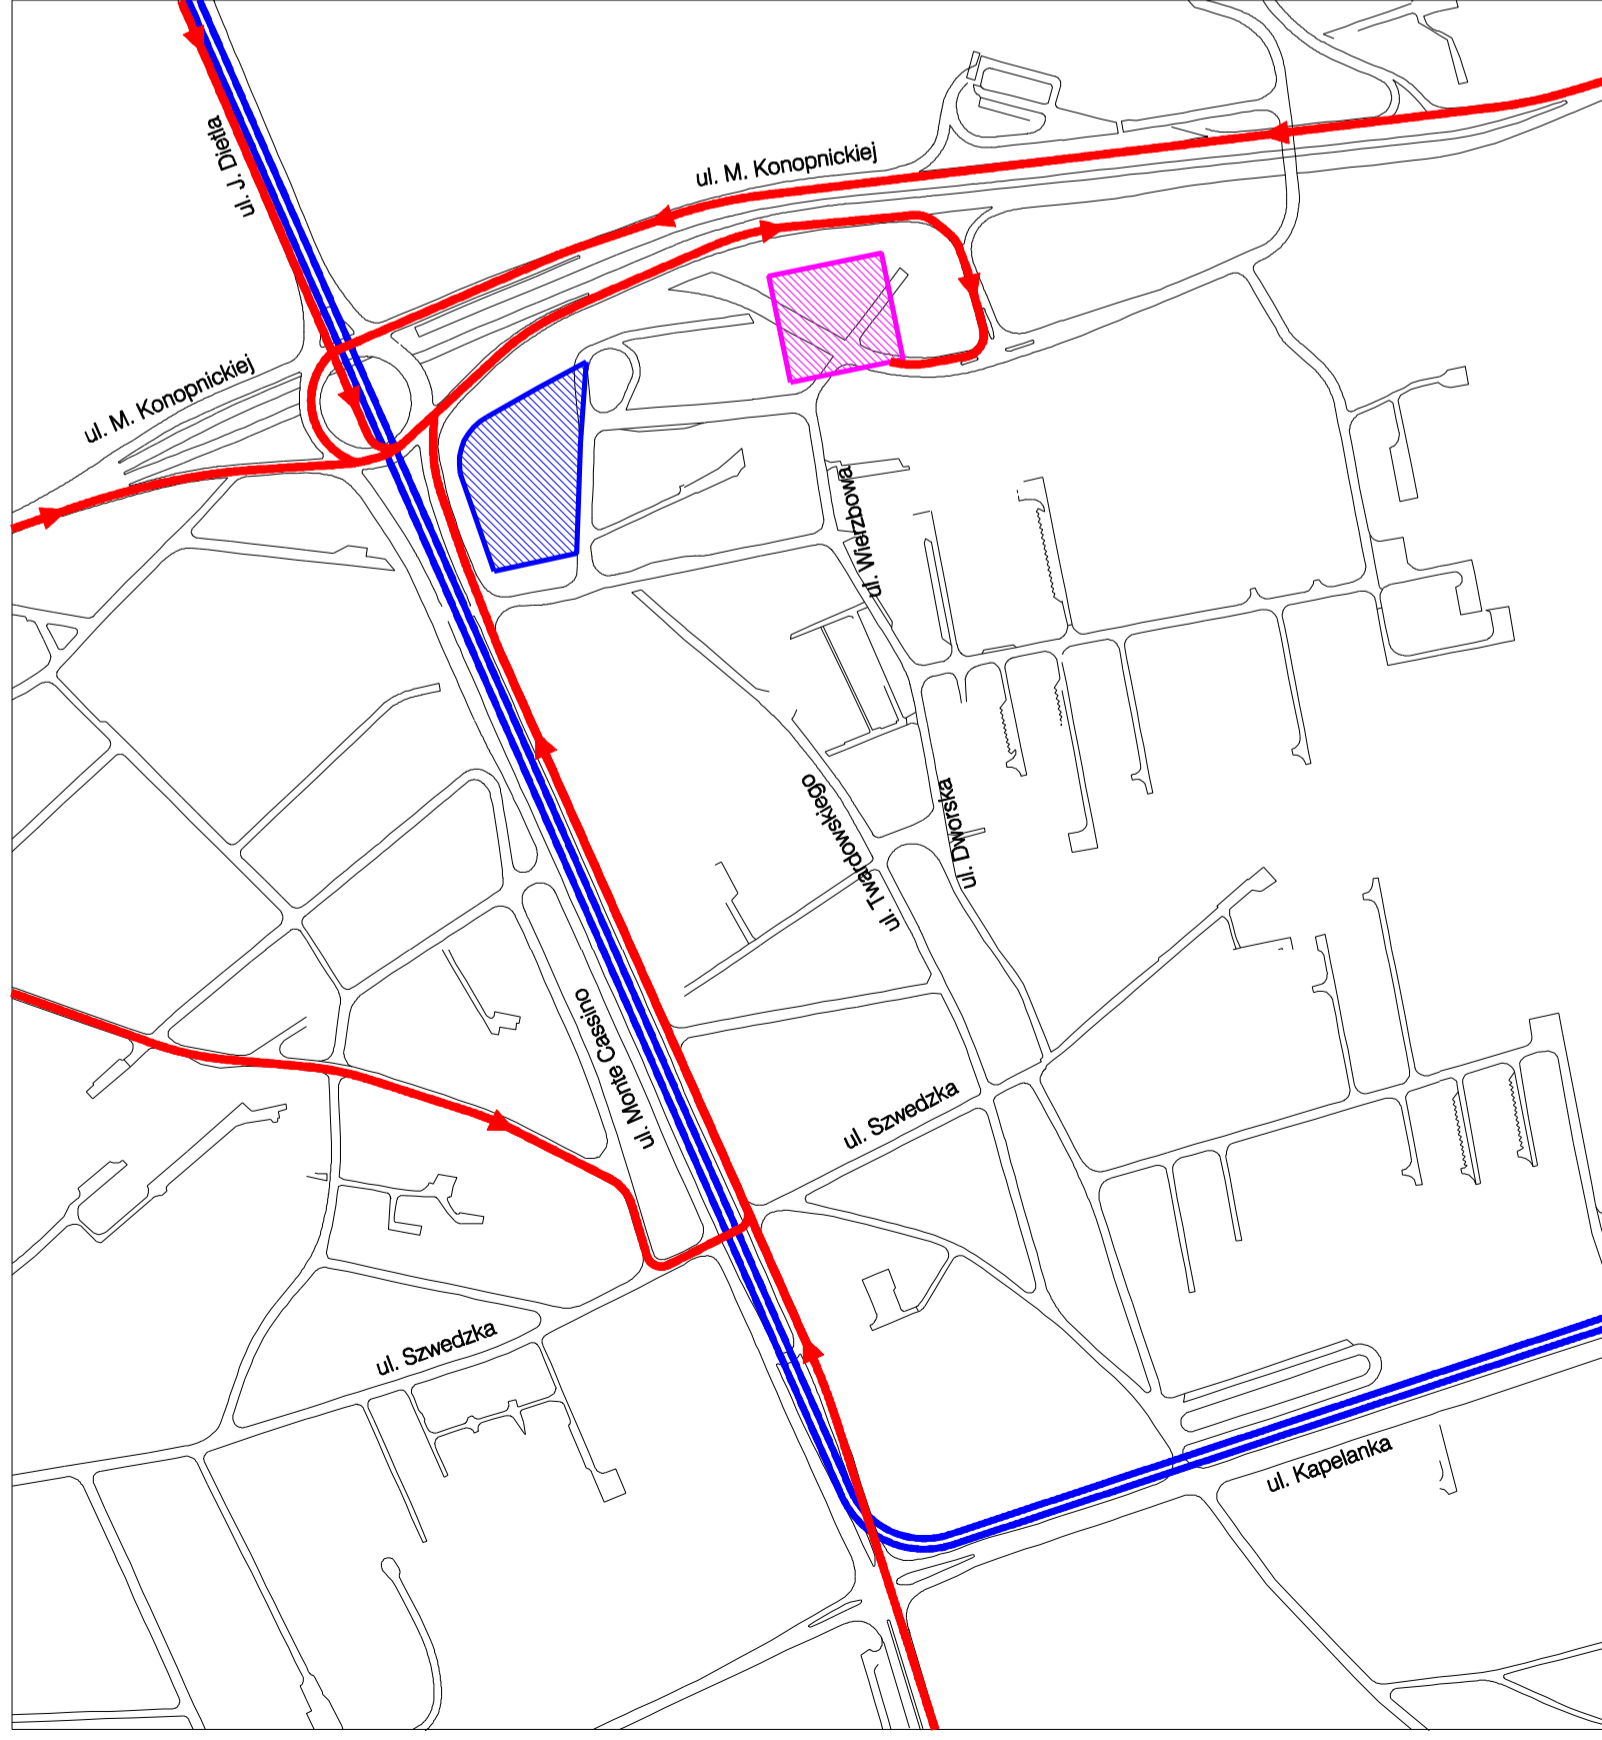 ul. J. Dietla
ul. M. Konopnickiej
ul. M. Konopnickiej
ul. Wierzbowa
ul. Twardowskiego
ul. Dworska
ul. Monte Cassino
ul. Szwedzka
ul. Szwedzka
ul. Kapelanka